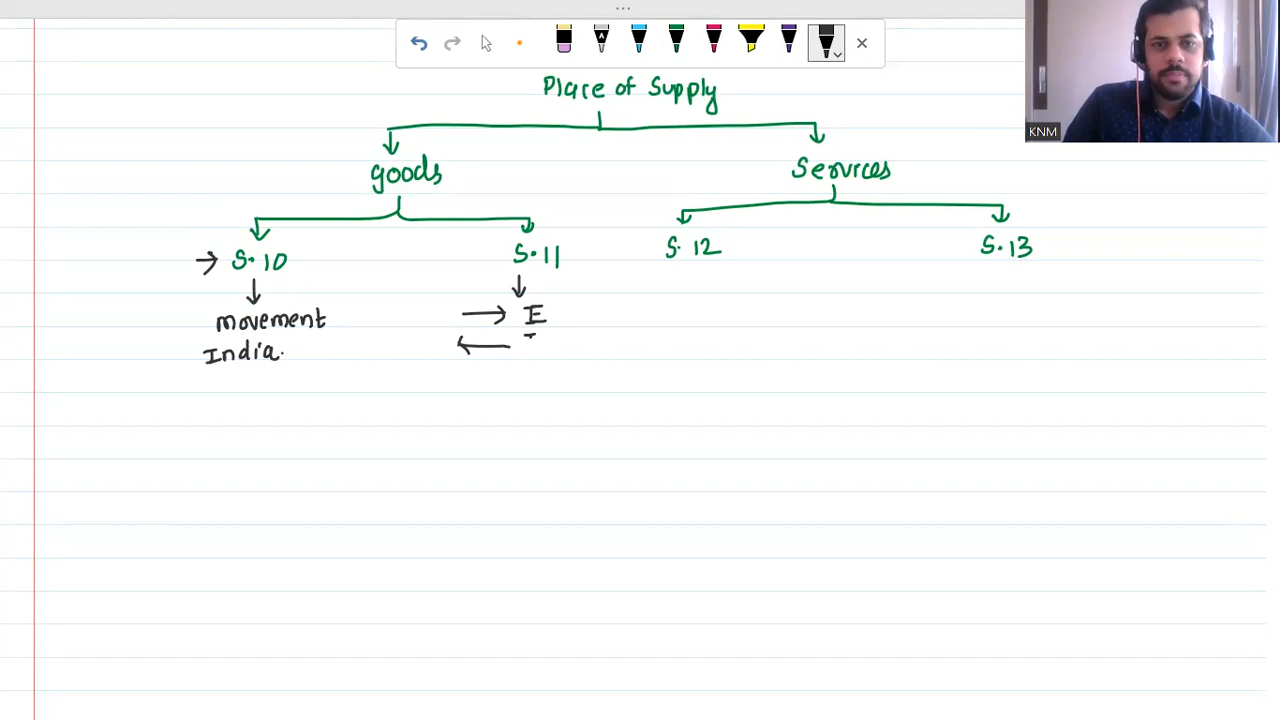 Place of Supply
KNM
goods
Services
S. 10
S. 11
S. 12
S. 13
movement
India.
E